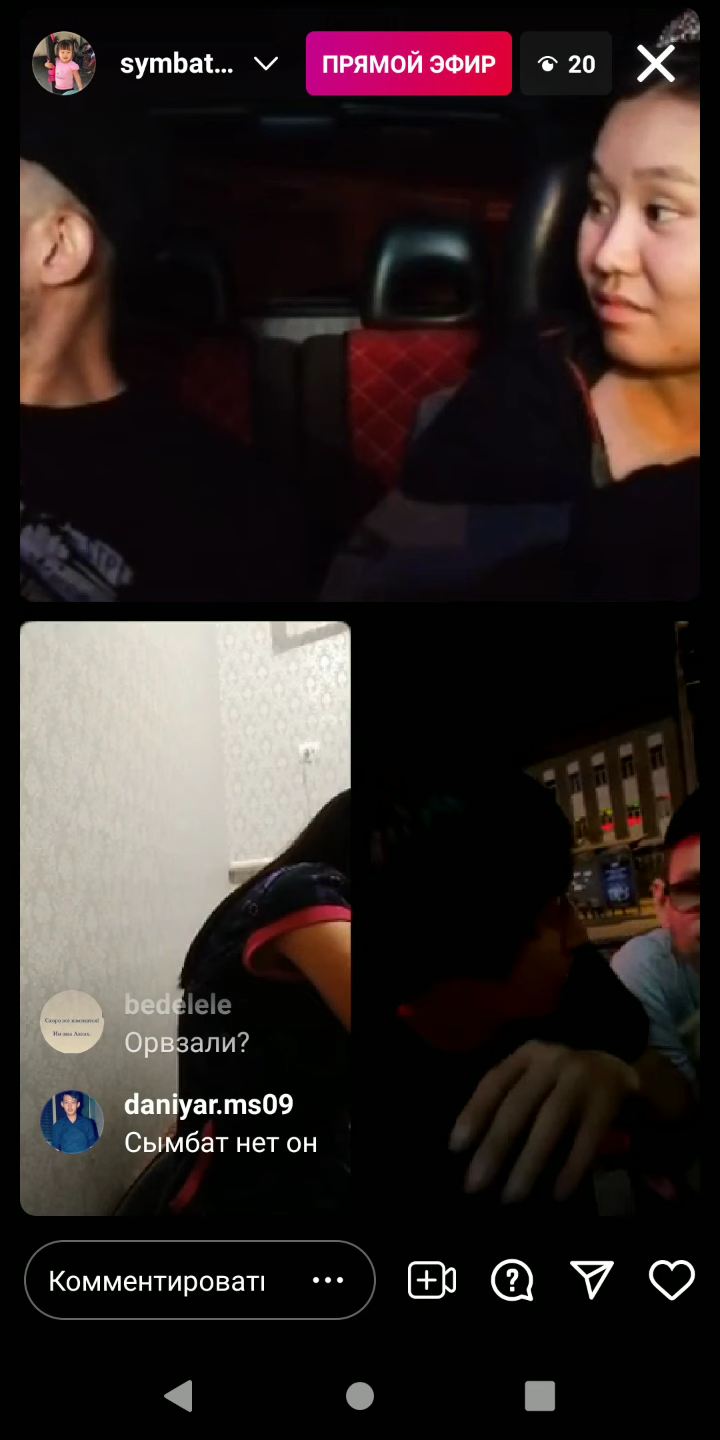 symbat...
ПРЯМОЙ ЭФИР
20
bedelele
Орвзали?
daniyar.ms09
Сымбат нет он
Комментироваті